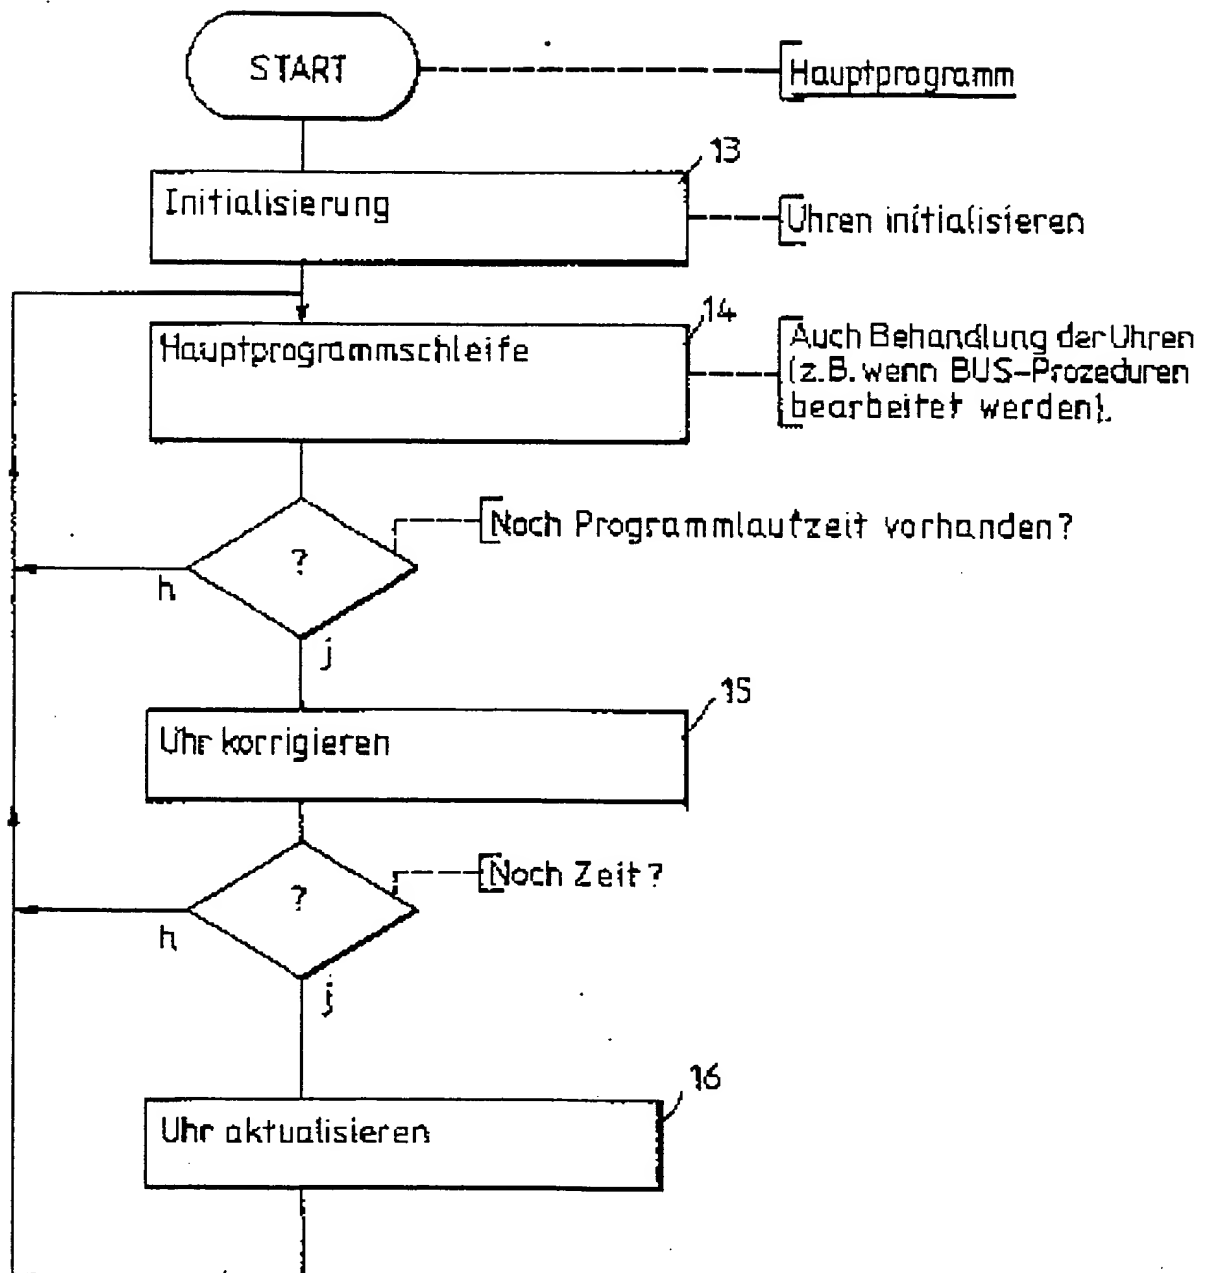 START
Hauptprogramm
13
Initialisierung
Uhren initialisieren
14
Hauptprogrammschleife
Auch Behandlung der Uhren
(z.B. wenn BUS-Prozeduren
bearbeitet werden).
Noch Programmlaufzeit vorhanden?
?
n
j
15
Uhr korrigieren
Noch Zeit?
?
n
j
16
Uhr aktualisieren